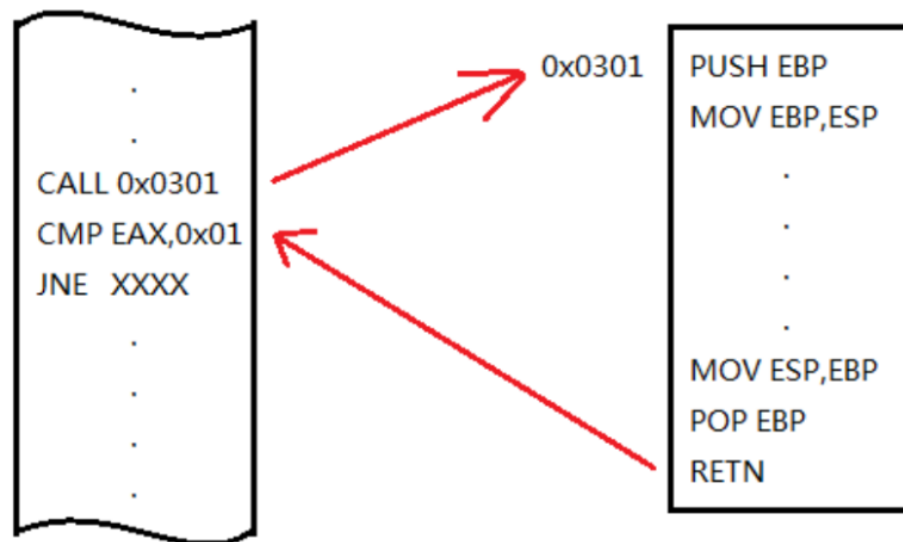 .
.
CALL 0x0301
CMP EAX,0x01
JNE XXXX
.
.
.
.
0x0301
PUSH EBP
MOV EBP,ESP
.
.
.
.
MOV ESP,EBP
POP EBP
RETN